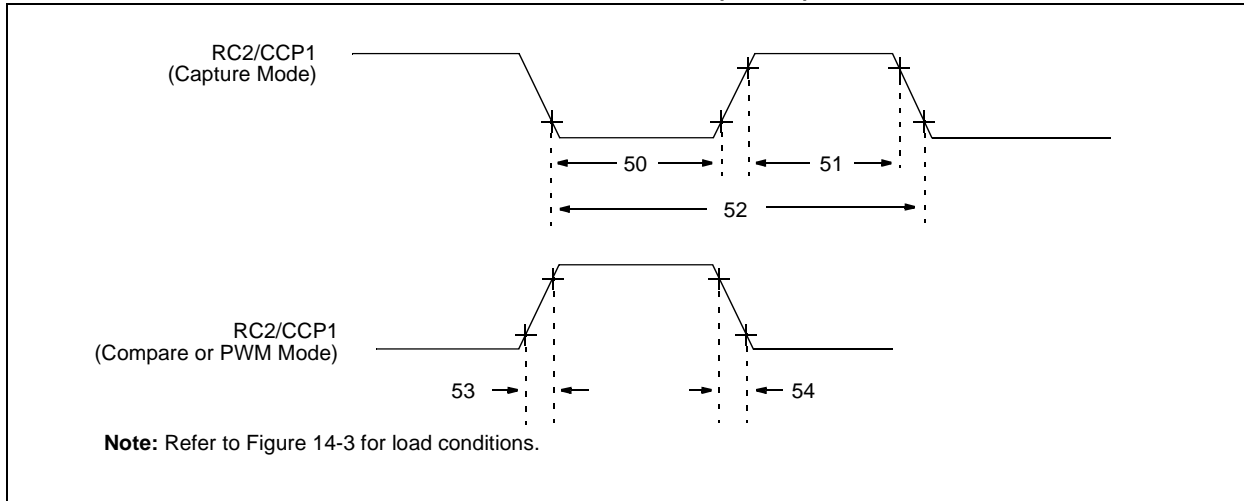 RC2/CCP1
(Capture Mode)
50
51
52
RC2/CCP1
(Compare or PWM Mode)
53
54
Note: Refer to Figure 14-3 for load conditions.